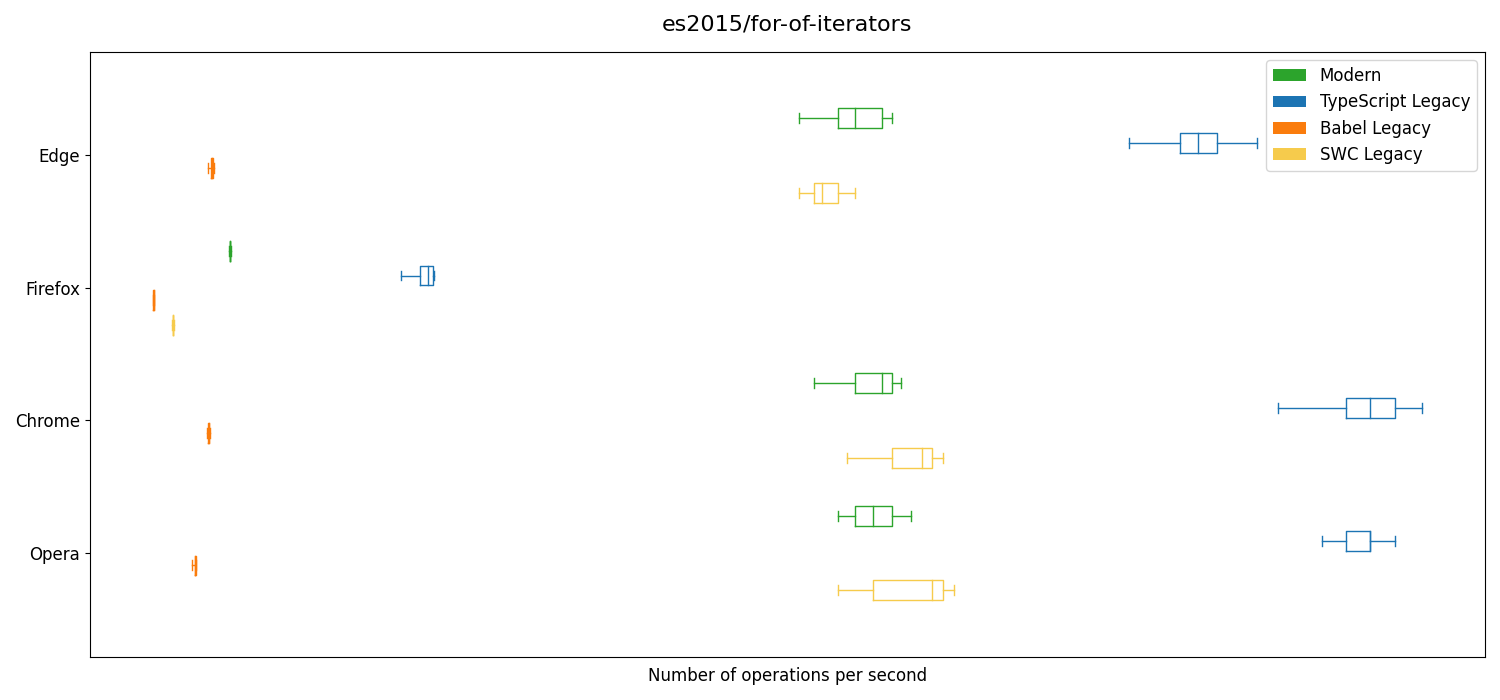 es2015/for-of-iterators
Modern
TypeScript Legacy
Babel Legacy
SWC Legacy
Edge
Firefox
Chrome
Opera
Number of operations per second